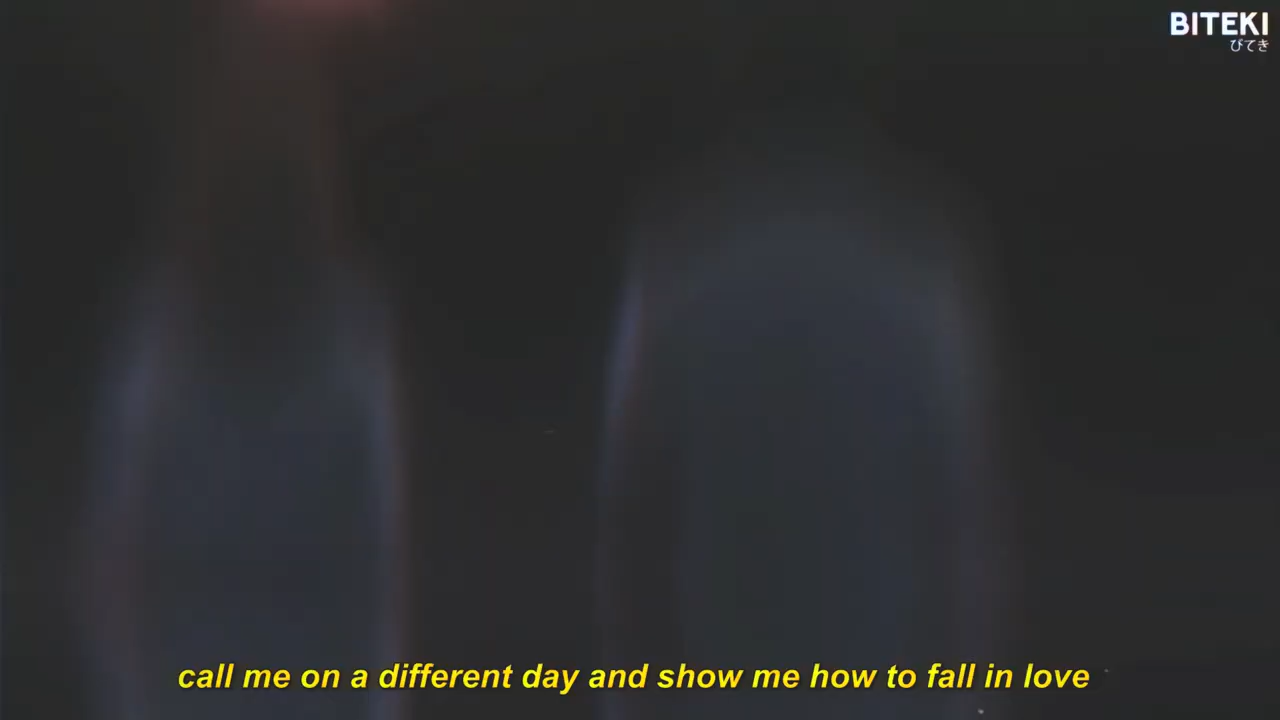 BITEKI
びてき
call me on a different day and show me how to fall in love